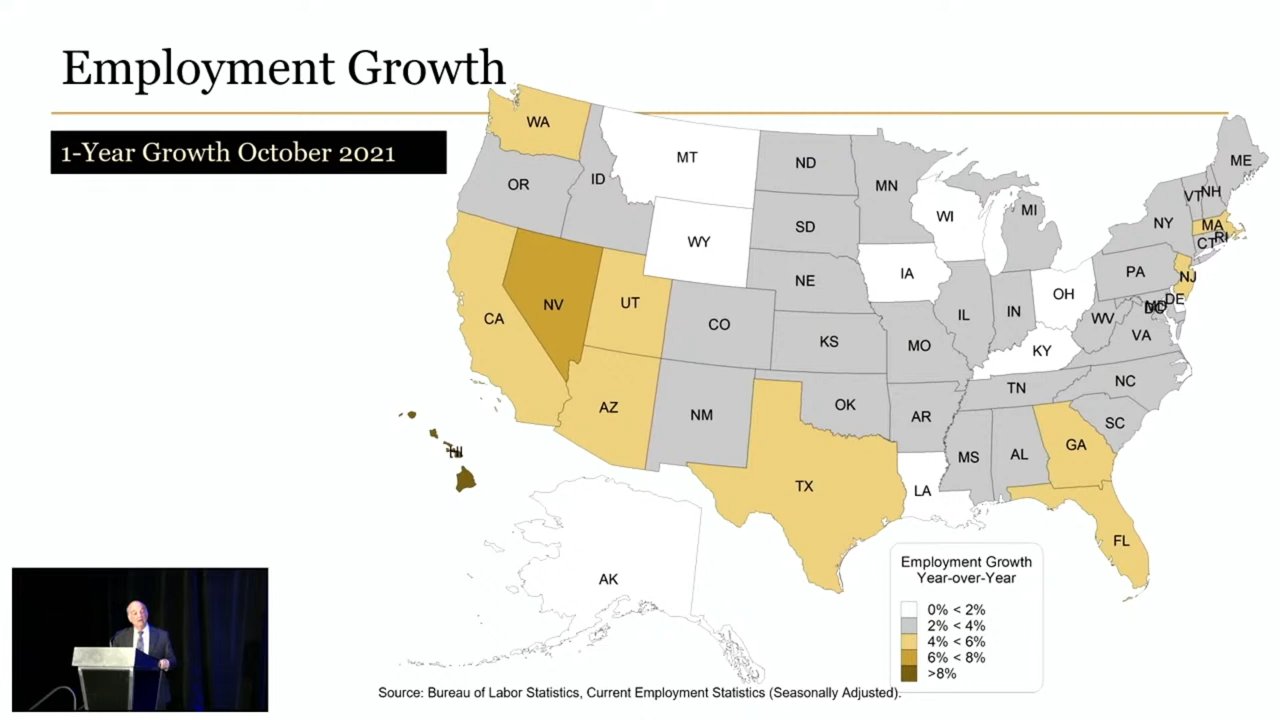 Employment Growth
1-Year Growth October 2021
WA
MT
ND
MN
ME
OR
ID
VT
NH
SD
WI
MI
NY
MA
WY
CT
RI
NE
IA
PA
NJ
NV
UT
CO
IL
IN
OH
WV
MD
DC
DE
CA
KS
MO
KY
VA
AZ
NM
OK
AR
TN
NC
SC
HI
TX
LA
MS
AL
GA
FL
AK
Employment Growth
Year-over-Year
0% < 2%
2% < 4%
4% < 6%
6% < 8%
>8%
Source: Bureau of Labor Statistics, Current Employment Statistics (Seasonally Adjusted).